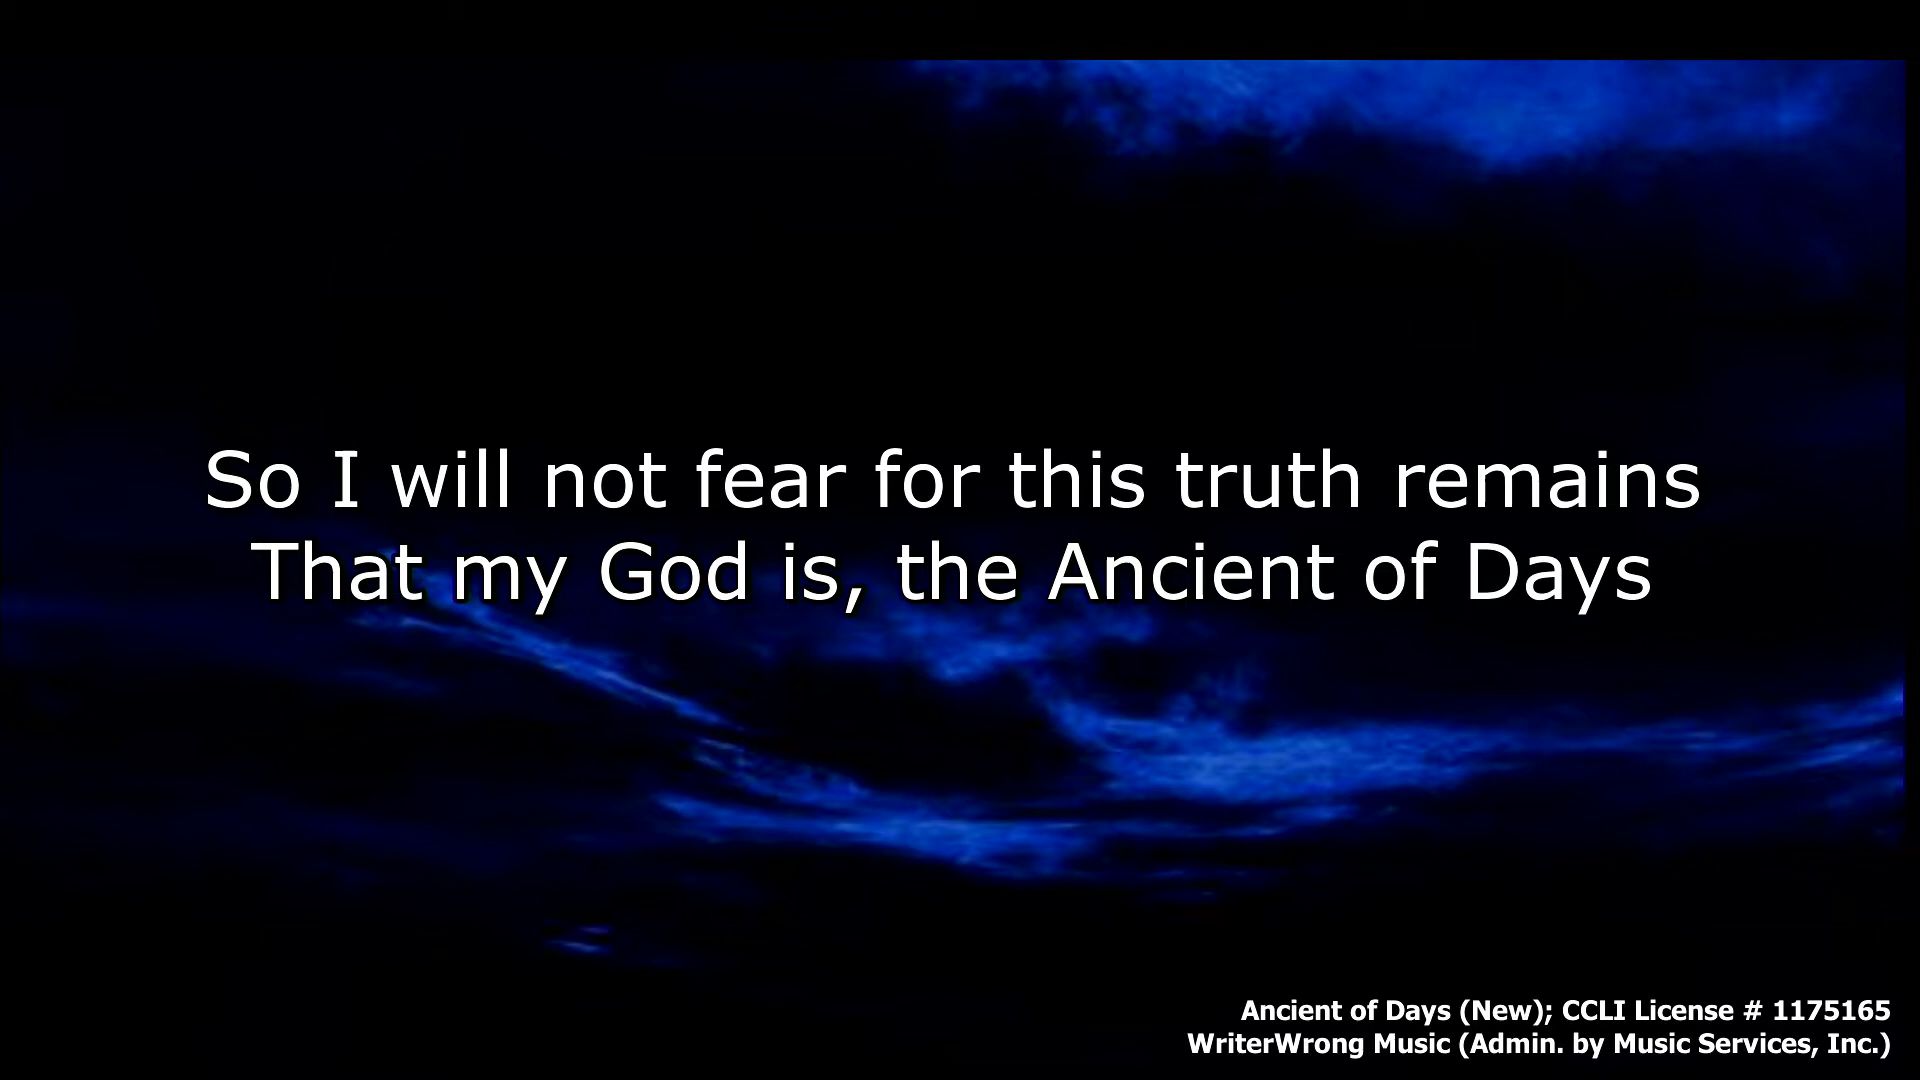 So I will not fear for this truth remains
That my God is, the Ancient of Days
Ancient of Days (New); CCLI License # 1175165
WriterWrong Music (Admin. by Music Services, Inc.)